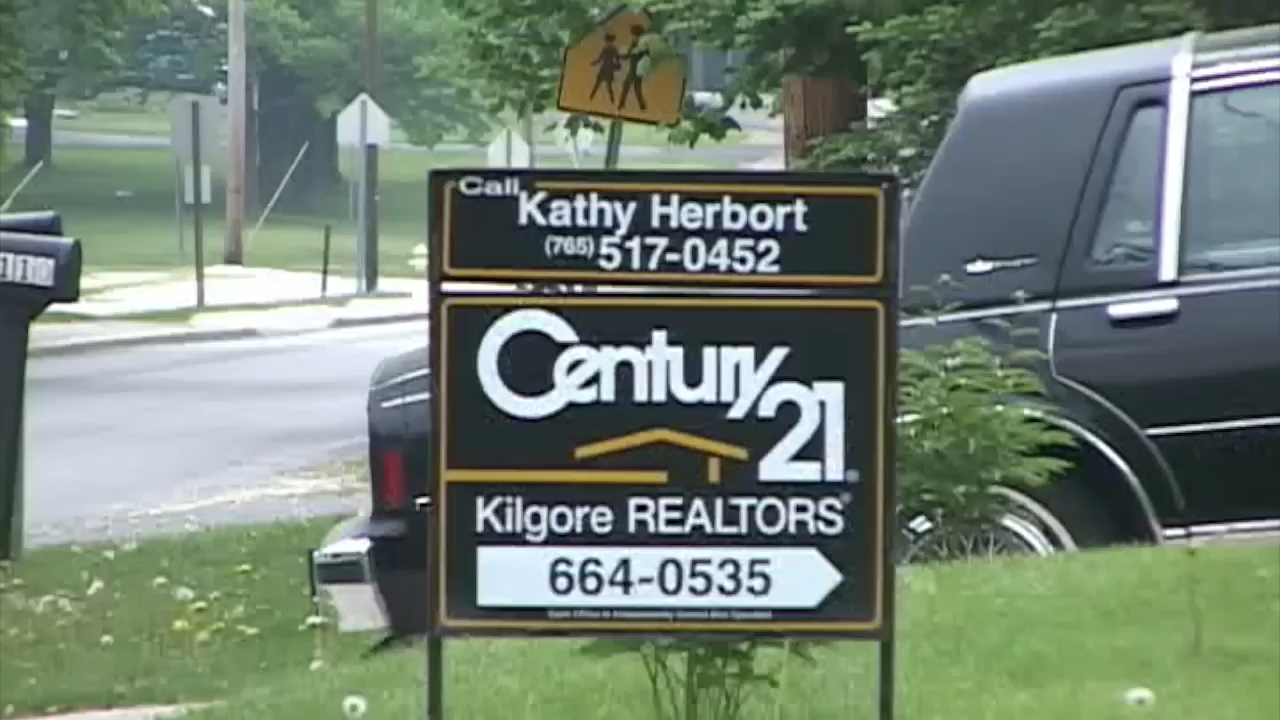 Call
Kathy Herbort
(765) 517-0452
Century 21
Kilgore REALTORS®
664-0535